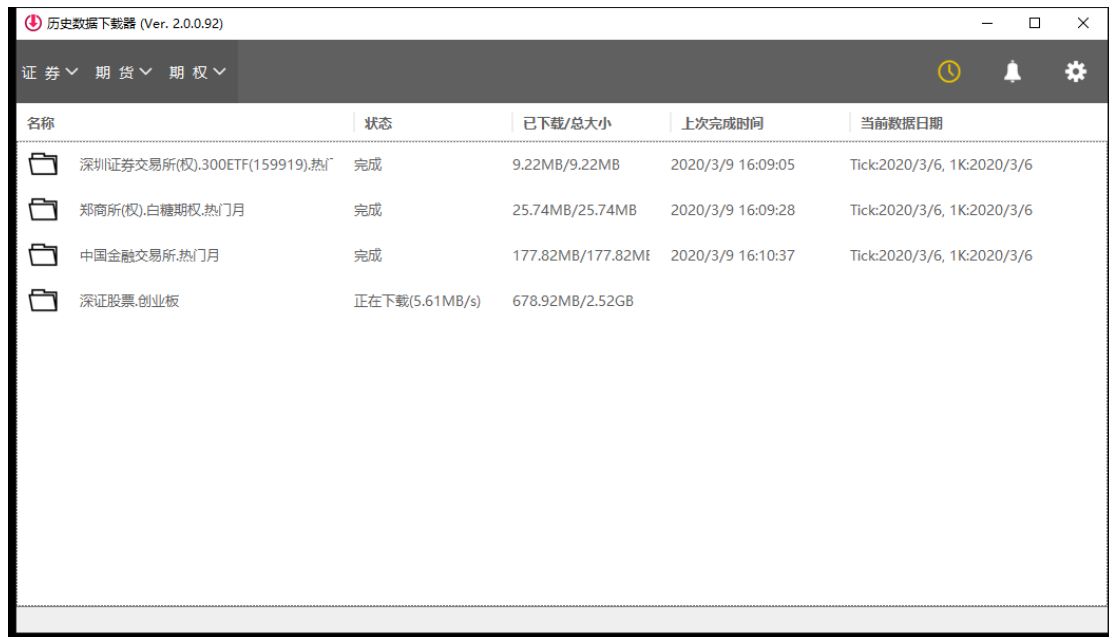 历史数据下载器 (Ver. 2.0.0.92)
证 券 期 货 期 权
名称 状态 已下载/总大小 上次完成时间 当前数据日期
深圳证券交易所(权).300ETF(159919).热门 完成 9.22MB/9.22MB 2020/3/9 16:09:05 Tick:2020/3/6, 1K:2020/3/6
郑商所(权).白糖期权.热门月 完成 25.74MB/25.74MB 2020/3/9 16:09:28 Tick:2020/3/6, 1K:2020/3/6
中国金融交易所.热门月 完成 177.82MB/177.82ME 2020/3/9 16:10:37 Tick:2020/3/6, 1K:2020/3/6
深证股票.创业板 正在下载(5.61MB/s) 678.92MB/2.52GB